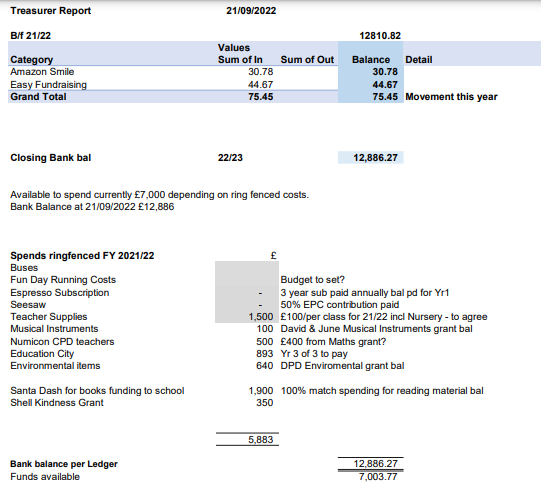 Treasurer Report 21/09/2022
B/f 21/22 12810.82
Values
Category Sum of In Sum of Out Balance Detail
Amazon Smile 30.78 30.78
Easy Fundraising 44.67 44.67
Grand Total 75.45 75.45 Movement this year
Closing Bank bal 22/23 12,886.27
Available to spend currently £7,000 depending on ring fenced costs.
Bank Balance at 21/09/2022 £12,886
Spends ringfenced FY 2021/22 £
Buses
Fun Day Running Costs Budget to set?
Espresso Subscription - 3 year sub paid annually bal pd for Yr1
Seesaw - 50% EPC contribution paid
Teacher Supplies 1,500 £100/per class for 21/22 incl Nursery - to agree
Musical Instruments 100 David & June Musical Instruments grant bal
Numicon CPD teachers 500 £400 from Maths grant?
Education City 893 Yr 3 of 3 to pay
Environmental items 640 DPD Enviromental grant bal
Santa Dash for books funding to school 1,900 100% match spending for reading material bal
Shell Kindness Grant 350
5,883
Bank balance per Ledger 12,886.27
Funds available 7,003.77